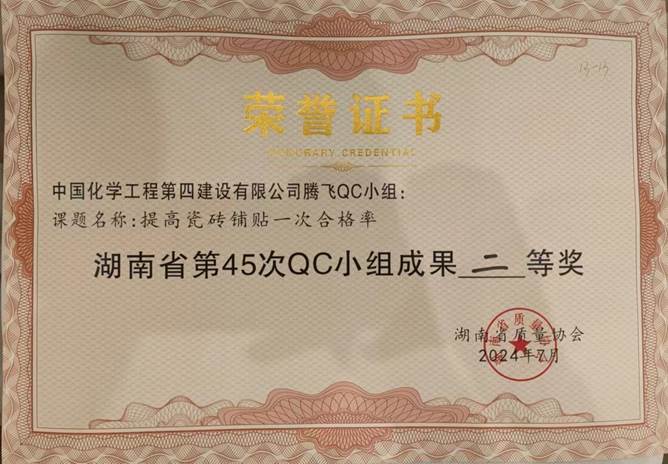 13-13
荣誉证书
HONORARY CREDENTIAL
中国化学工程第四建设有限公司腾飞QC小组：
课题名称：提高瓷砖铺贴一次合格率
湖南省第45次QC小组成果二等奖
湖南省质量协会
2024年7月